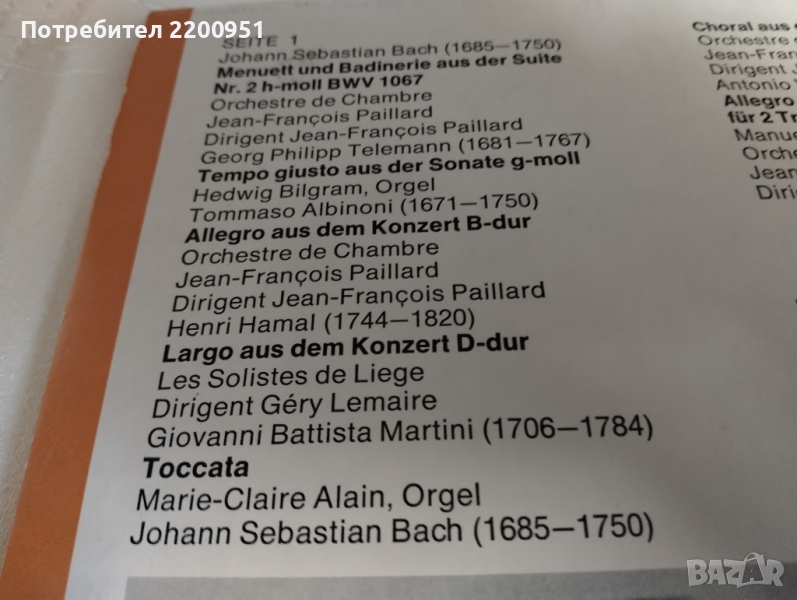 Потребител 2200951
SEITE 1
Johann Sebastian Bach (1685—1750)
Menuett und Badinerie aus der Suite
Nr. 2 h-moll BWV 1067
Orchestre de Chambre
Jean-François Paillard
Dirigent Jean-François Paillard
Georg Philipp Telemann (1681—1767)
Tempo giusto aus der Sonate g-moll
Hedwig Bilgram, Orgel
Tommaso Albinoni (1671—1750)
Allegro aus dem Konzert B-dur
Orchestre de Chambre
Jean-François Paillard
Dirigent Jean-François Paillard
Henri Hamal (1744—1820)
Largo aus dem Konzert D-dur
Les Solistes de Liege
Dirigent Géry Lemaire
Giovanni Battista Martini (1706—1784)
Toccata
Marie-Claire Alain, Orgel
Johann Sebastian Bach (1685—1750)
Choral aus
Orchestre
Jean-Fran
Dirigent
Antonio
Allegro
für 2 Tr
Manue
Orche
Jean
Diri
BAZAR